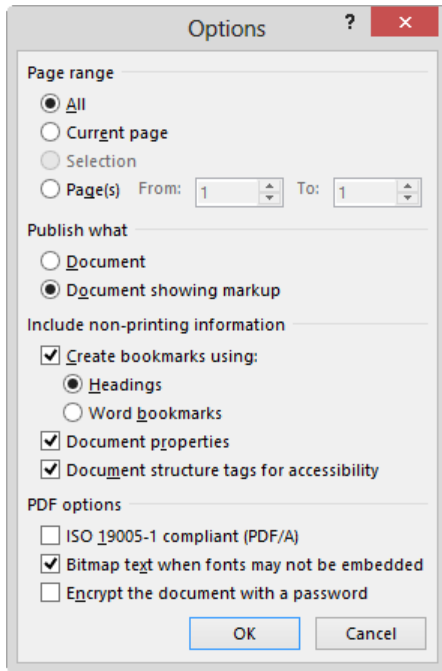 Options ?
Page range
All
Current page
Selection
Page(s) From: 1 To: 1
Publish what
Document
Document showing markup
Include non-printing information
Create bookmarks using:
Headings
Word bookmarks
Document properties
Document structure tags for accessibility
PDF options
ISO 19005-1 compliant (PDF/A)
Bitmap text when fonts may not be embedded
Encrypt the document with a password
OK Cancel